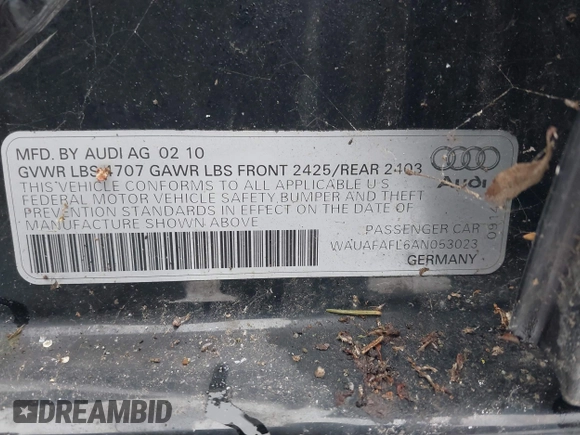 MFD. BY AUDI AG 02 10
GVWR LBS 4707 GAWR LBS FRONT 2425/REAR 2403
THIS VEHICLE CONFORMS TO ALL APPLICABLE U S
FEDERAL MOTOR VEHICLE SAFETY BUMPER AND THEFT
PREVENTION STANDARDS IN EFFECT ON THE DATE OF
MANUFACTURE SHOWN ABOVE
Audi
PASSENGER CAR
WAUAFAFL6AN053023
GERMANY
DREAMBID